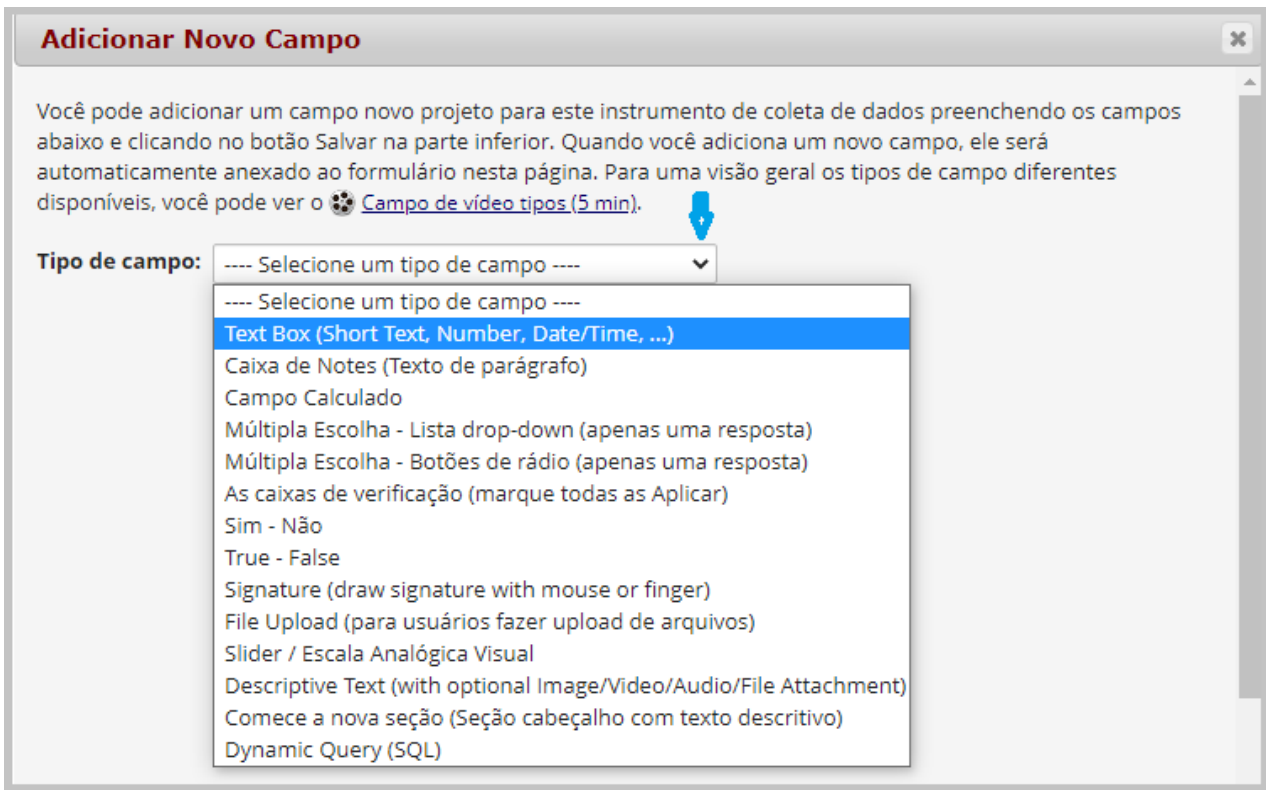 Adicionar Novo Campo
Você pode adicionar um campo novo projeto para este instrumento de coleta de dados preenchendo os campos
abaixo e clicando no botão Salvar na parte inferior. Quando você adiciona um novo campo, ele será
automaticamente anexado ao formulário nesta página. Para uma visão geral os tipos de campo diferentes
disponíveis, você pode ver o Campo de vídeo tipos (5 min).
Tipo de campo: ---- Selecione um tipo de campo ----
---- Selecione um tipo de campo ----
Text Box (Short Text, Number, Date/Time, ...)
Caixa de Notes (Texto de parágrafo)
Campo Calculado
Múltipla Escolha - Lista drop-down (apenas uma resposta)
Múltipla Escolha - Botões de rádio (apenas uma resposta)
As caixas de verificação (marque todas as Aplicar)
Sim - Não
True - False
Signature (draw signature with mouse or finger)
File Upload (para usuários fazer upload de arquivos)
Slider / Escala Analógica Visual
Descriptive Text (with optional Image/Video/Audio/File Attachment)
Comece a nova seção (Seção cabeçalho com texto descritivo)
Dynamic Query (SQL)